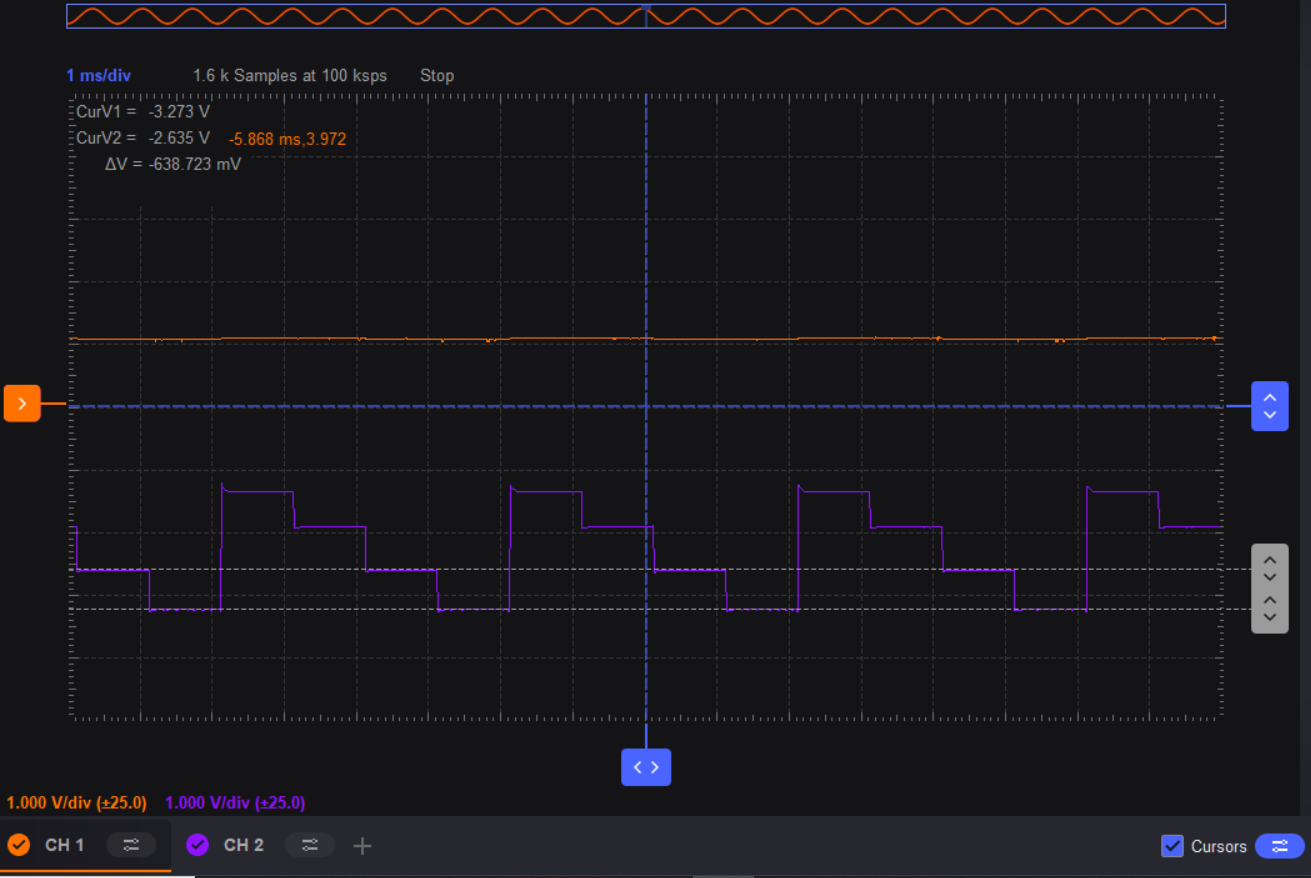 1 ms/div 1.6 k Samples at 100 ksps Stop
CurV1 = -3.273 V
CurV2 = -2.635 V -5.868 ms,3.972
ΔV = -638.723 mV
1.000 V/div (±25.0) 1.000 V/div (±25.0)
CH 1 CH 2 + Cursors